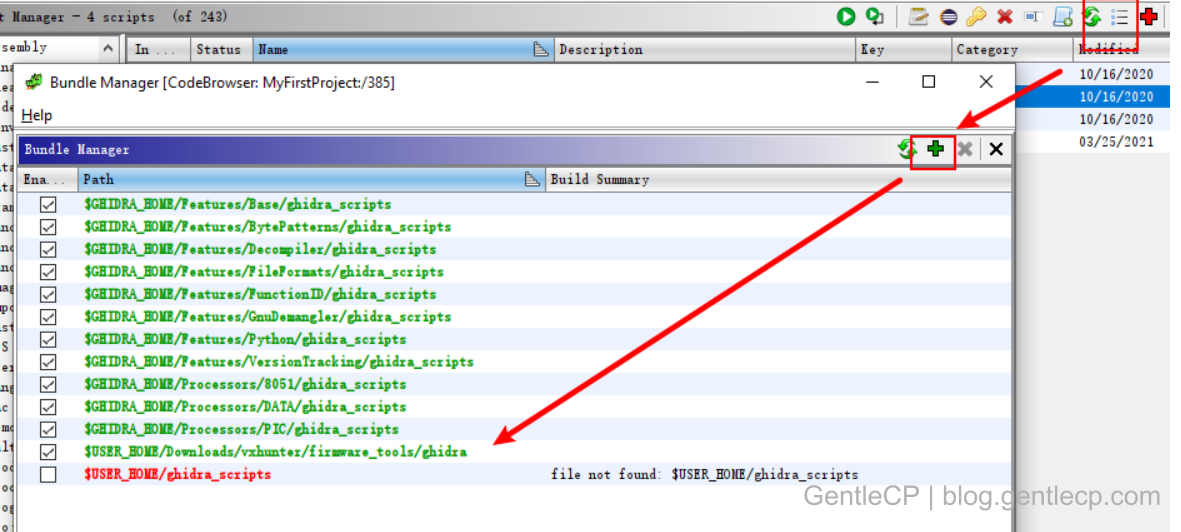 t Manager - 4 scripts (of 243)
sembly
In ... Status Name Description Key Category Modified
10/16/2020
10/16/2020
10/16/2020
03/25/2021
Bundle Manager [CodeBrowser: MyFirstProject:/385]
Help
Bundle Manager
Ena... Path Build Summary
$GHIDRA_HOME/Features/Base/ghidra_scripts
$GHIDRA_HOME/Features/BytePatterns/ghidra_scripts
$GHIDRA_HOME/Features/Decompiler/ghidra_scripts
$GHIDRA_HOME/Features/FileFormats/ghidra_scripts
$GHIDRA_HOME/Features/FunctionID/ghidra_scripts
$GHIDRA_HOME/Features/GnuDemangler/ghidra_scripts
$GHIDRA_HOME/Features/Python/ghidra_scripts
$GHIDRA_HOME/Features/VersionTracking/ghidra_scripts
$GHIDRA_HOME/Processors/8051/ghidra_scripts
$GHIDRA_HOME/Processors/DATA/ghidra_scripts
$GHIDRA_HOME/Processors/PIC/ghidra_scripts
$USER_HOME/Downloads/vxhunter/firmware_tools/ghidra
$USER_HOME/ghidra_scripts file not found: $USER_HOME/ghidra_scripts
GentleCP | blog.gentlecp.com